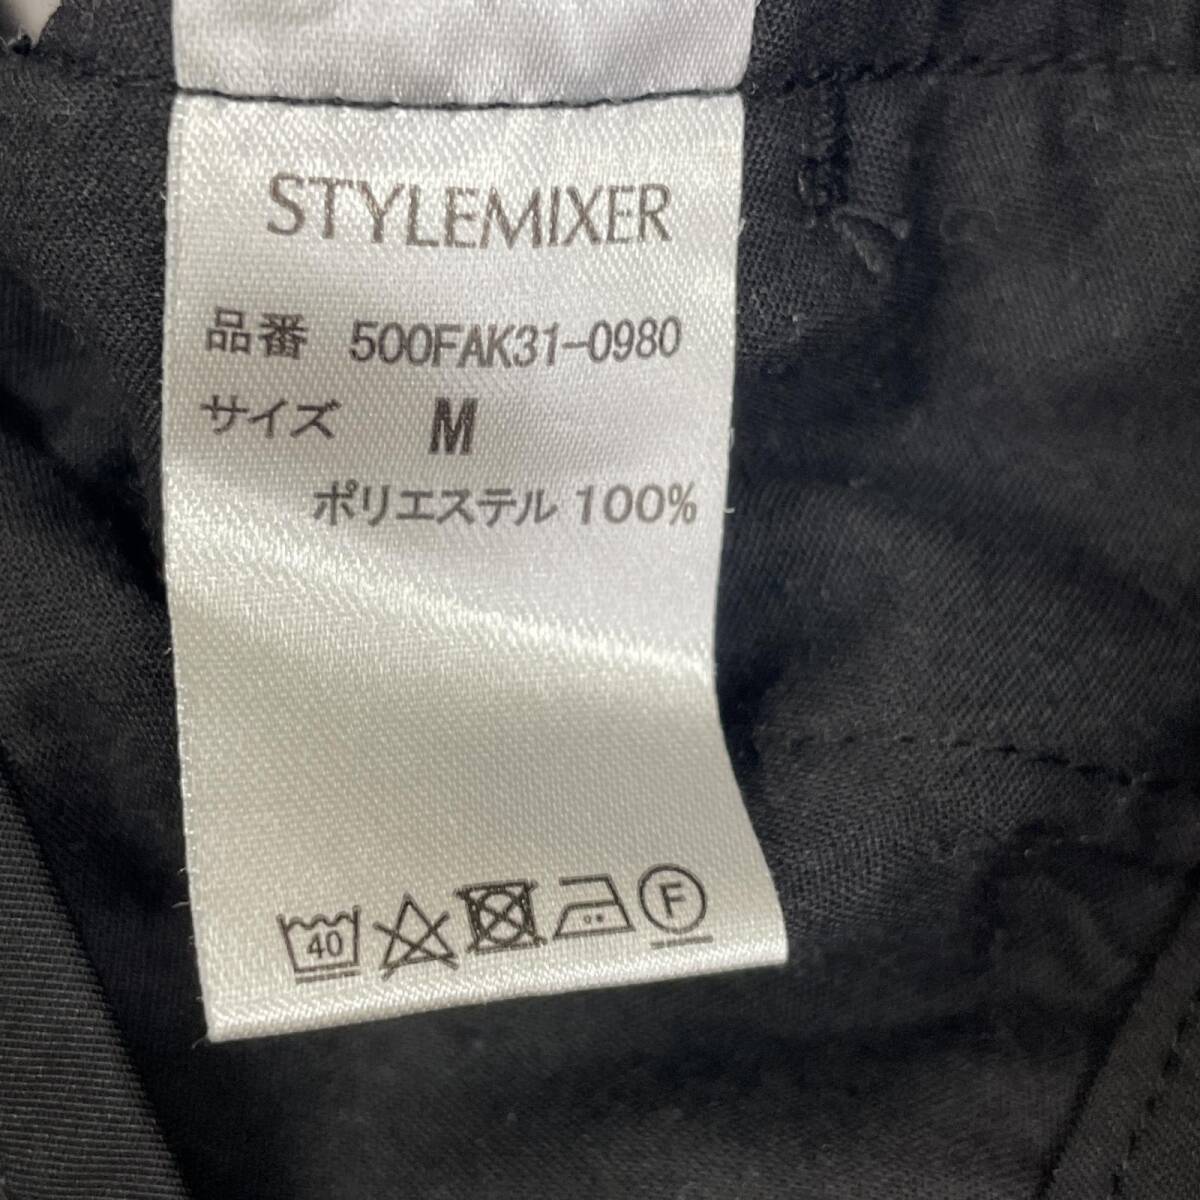 STYLEMIXER
品番 500FAK31-0980
サイズ M
ポリエステル 100%
40 F